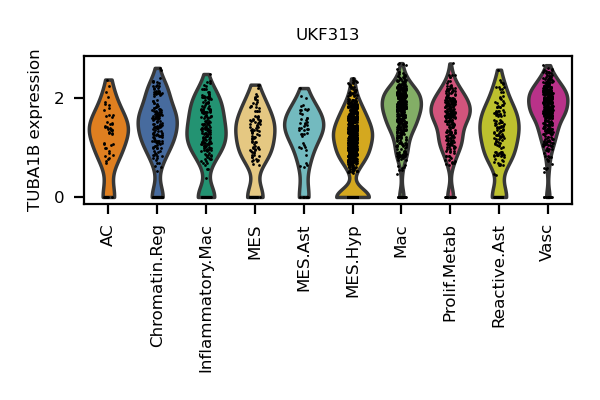 UKF313
TUBA1B expression
2
0
AC
Chromatin.Reg
Inflammatory.Mac
MES
MES.Ast
MES.Hyp
Mac
Prolif.Metab
Reactive.Ast
Vasc